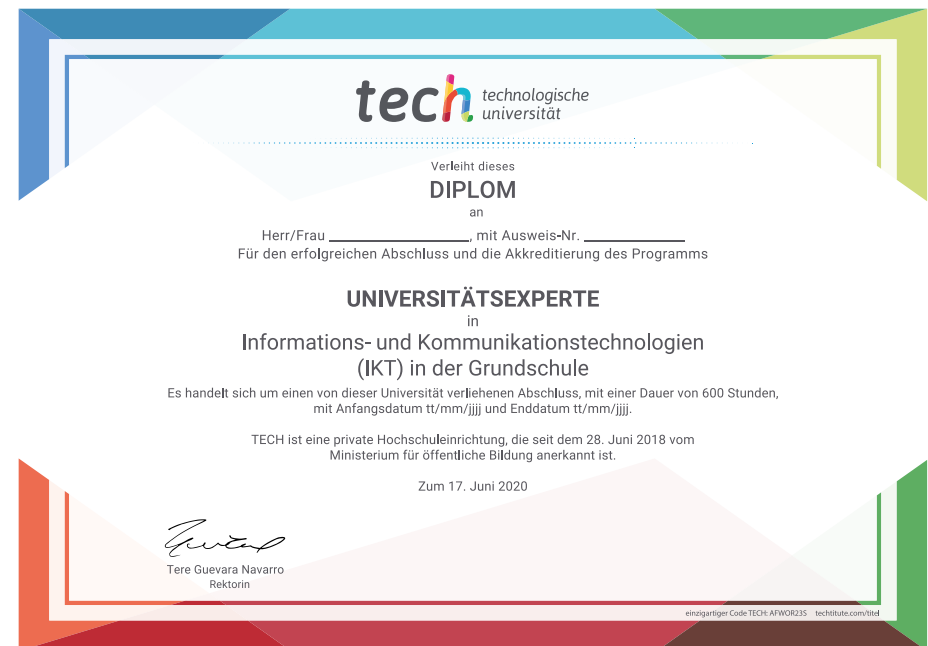 tech technologische
universität
Verleiht dieses
DIPLOM
an
Herr/Frau ____________________, mit Ausweis-Nr. ______________
Für den erfolgreichen Abschluss und die Akkreditierung des Programms
UNIVERSITÄTSEXPERTE
in
Informations- und Kommunikationstechnologien
(IKT) in der Grundschule
Es handelt sich um einen von dieser Universität verliehenen Abschluss, mit einer Dauer von 600 Stunden,
mit Anfangsdatum tt/mm/jjjj und Enddatum tt/mm/jjjj.
TECH ist eine private Hochschuleinrichtung, die seit dem 28. Juni 2018 vom
Ministerium für öffentliche Bildung anerkannt ist.
Zum 17. Juni 2020
Tere Guevara Navarro
Rektorin
einzigartiger Code TECH: AFWOR23S techtitute.com/titel